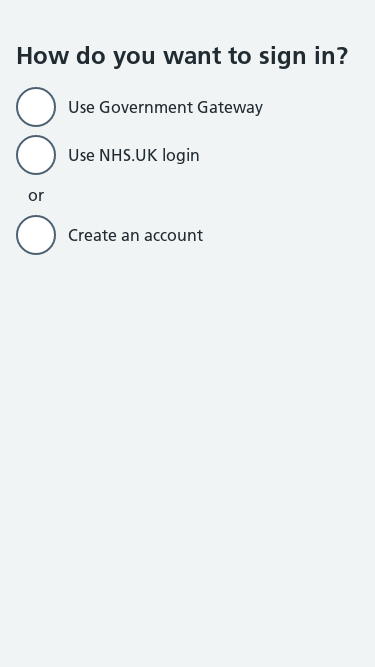 How do you want to sign in?
Use Government Gateway
Use NHS.UK login
or
Create an account